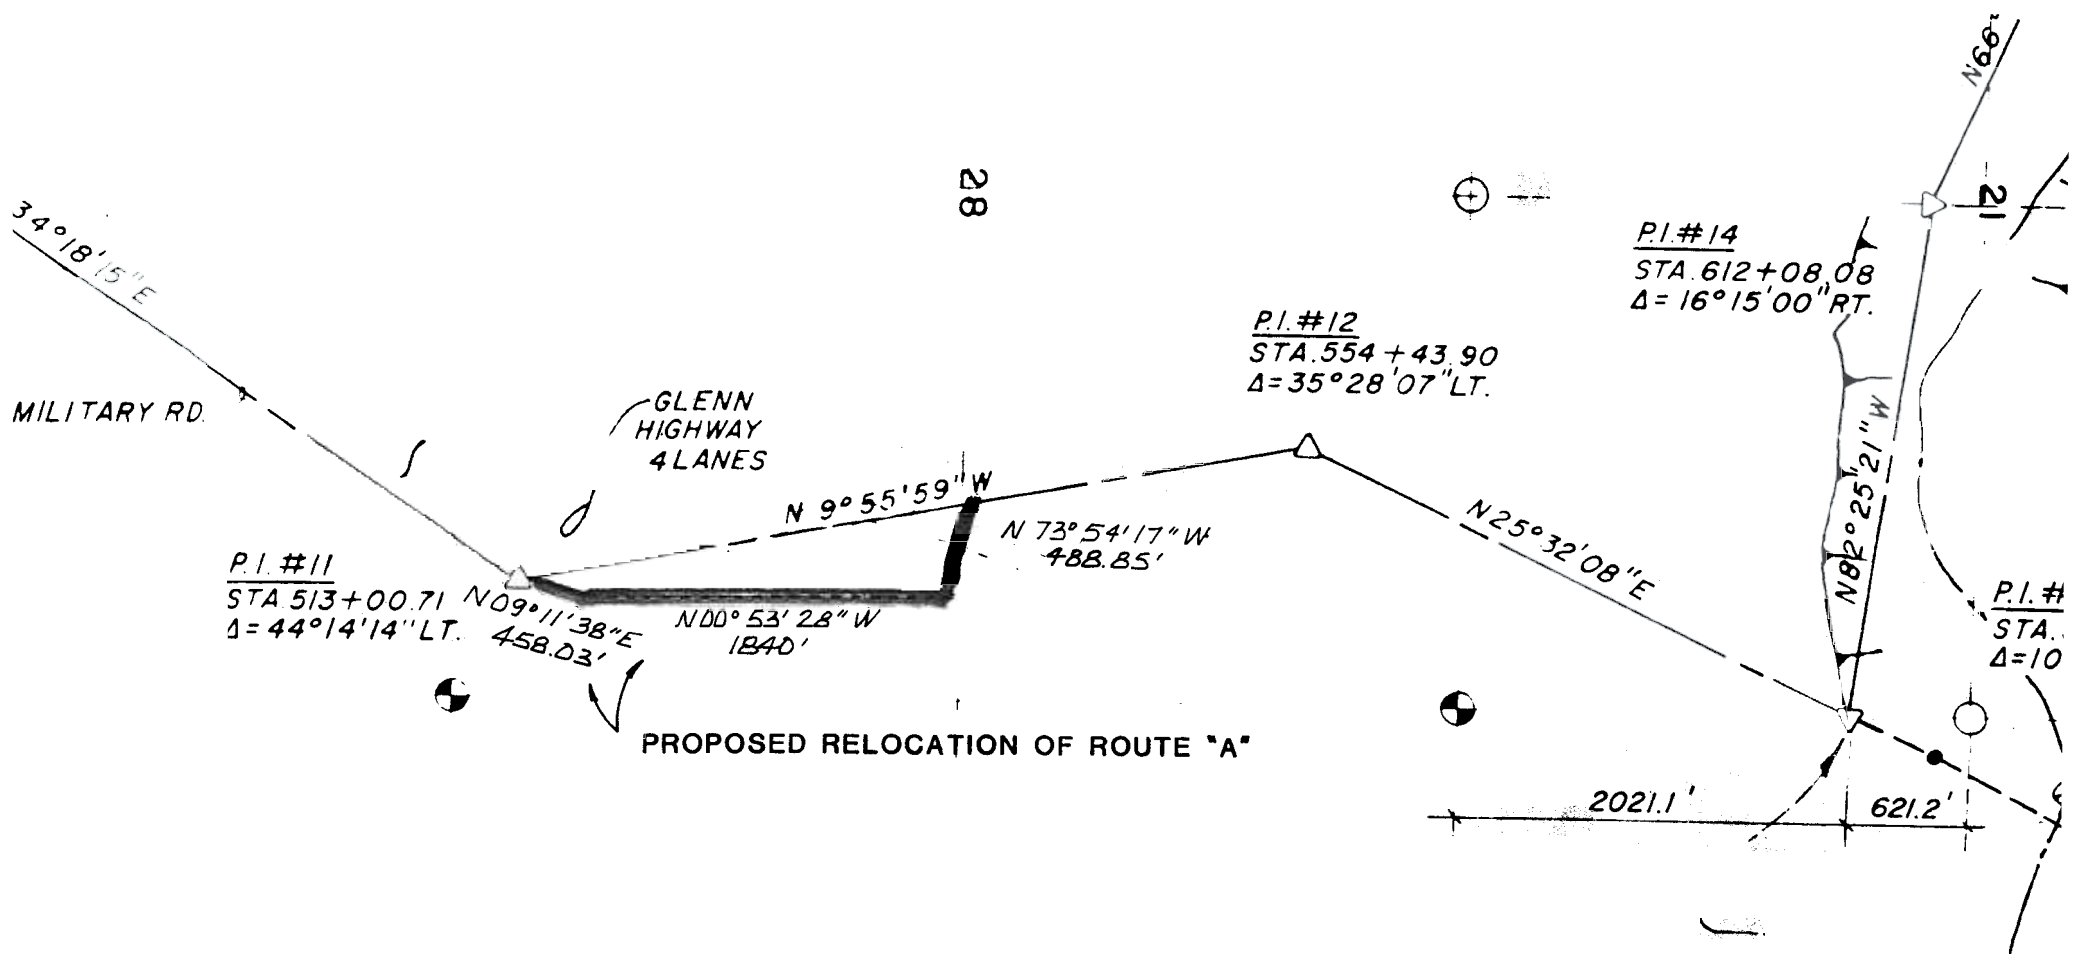 34°18'15"E
MILITARY RD.
GLENN
HIGHWAY
4 LANES
28
N 9°55'59" W
P.I. #11
STA. 513+00.71
Δ= 44°14'14" LT.
N09°11'38"E
458.03'
N00°53'28" W
1840'
N 73°54'17" W
488.85'
PROPOSED RELOCATION OF ROUTE "A"
P.I. #12
STA. 554+43.90
Δ=35°28'07" LT.
N25°32'08"E
P.I. #14
STA. 612+08.08
Δ= 16°15'00" RT.
N82°25'21" W
21
N66°
P.I. #
STA.
Δ=10
2021.1'
621.2'